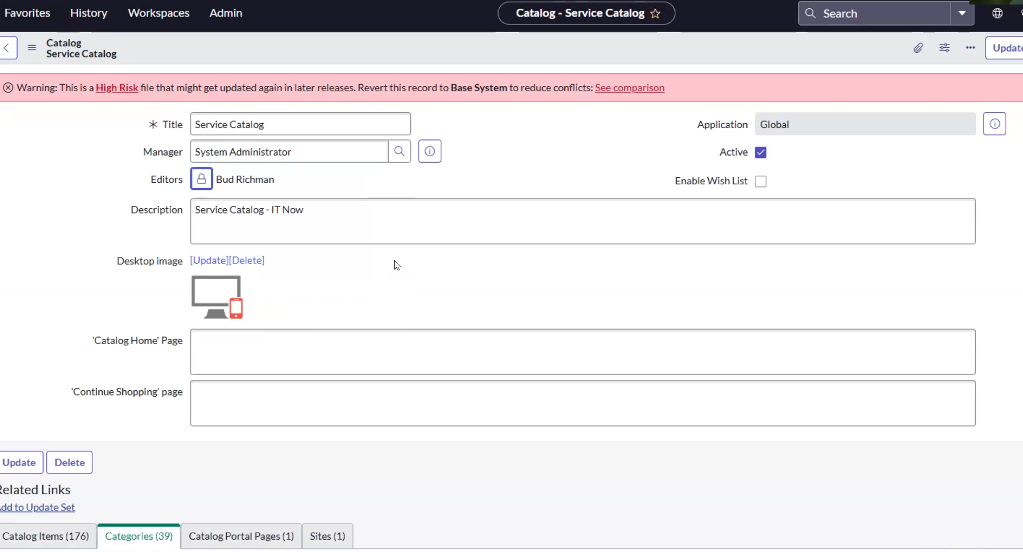 Favorites History Workspaces Admin Catalog - Service Catalog Search
Catalog
Service Catalog
Update
Warning: This is a High Risk file that might get updated again in later releases. Revert this record to Base System to reduce conflicts: See comparison
Title Service Catalog Application Global
Manager System Administrator Active
Editors Bud Richman Enable Wish List
Description Service Catalog - IT Now
Desktop image [Update][Delete]
'Catalog Home' Page
'Continue Shopping' page
Update Delete
Related Links
Add to Update Set
Catalog Items (176) Categories (39) Catalog Portal Pages (1) Sites (1)